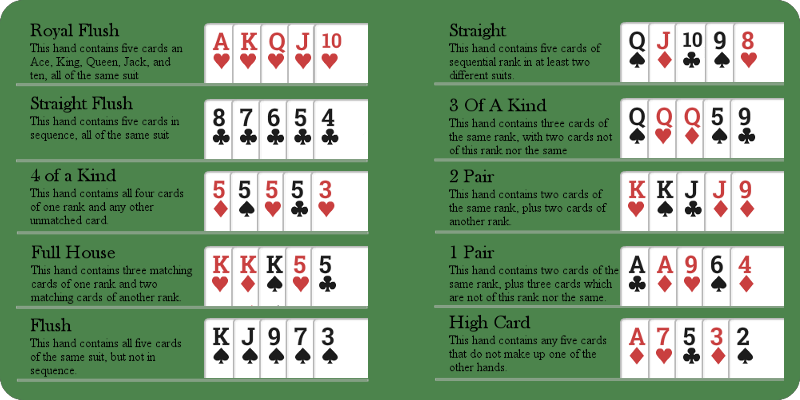 Royal Flush
This hand contains five cards an
Ace, King, Queen, Jack, and
ten, all of the same suit
A K Q J 10
Straight Flush
This hand contains five cards in
sequence, all of the same suit
8 7 6 5 4
4 of a Kind
This hand contains all four cards
of one rank and any other
unmatched card.
5 5 5 5 3
Full House
This hand contains three matching
cards of one rank and two
matching cards of another rank.
K K K 5 5
Flush
This hand contains all five cards
of the same suit, but not in
sequence.
K J 9 7 3
Straight
This hand contains five cards of
sequential rank in at least two
different suits.
Q J 10 9 8
3 Of A Kind
This hand contains three cards of
the same rank, with two cards not
of this rank nor the same
Q Q Q 5 9
2 Pair
This hand contains two cards of
the same rank, plus two cards of
another rank.
K K J J 9
1 Pair
This hand contains two cards of the
same rank, plus three cards which
are not of this rank nor the same.
A A 9 6 4
High Card
This hand contains any five cards
that do not make up one of the
other hands.
A 7 5 3 2